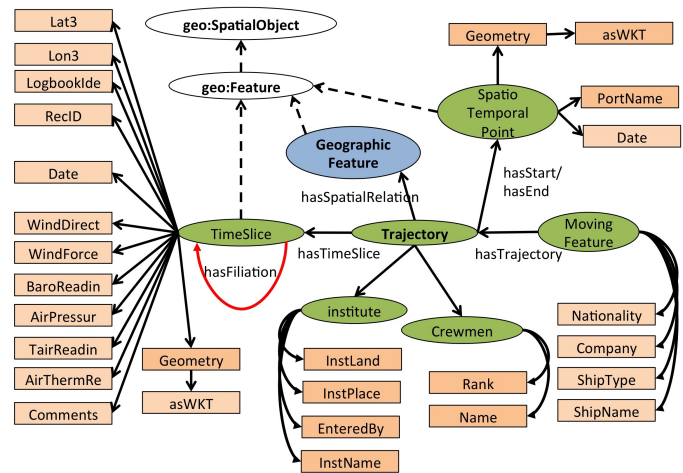 Lat3
Lon3
LogbookIde
RecID
Date
WindDirect
WindForce
BaroReadin
AirPressur
TairReadin
AirThermRe
Comments
geo:SpatialObject
geo:Feature
Geographic
Feature
hasSpatialRelation
TimeSlice
hasFiliation
hasTimeSlice
Trajectory
hasTrajectory
Moving
Feature
Geometry
asWKT
Spatio
Temporal
Point
PortName
Date
hasStart/
hasEnd
Geometry
asWKT
institute
InstLand
InstPlace
EnteredBy
InstName
Crewmen
Rank
Name
Nationality
Company
ShipType
ShipName